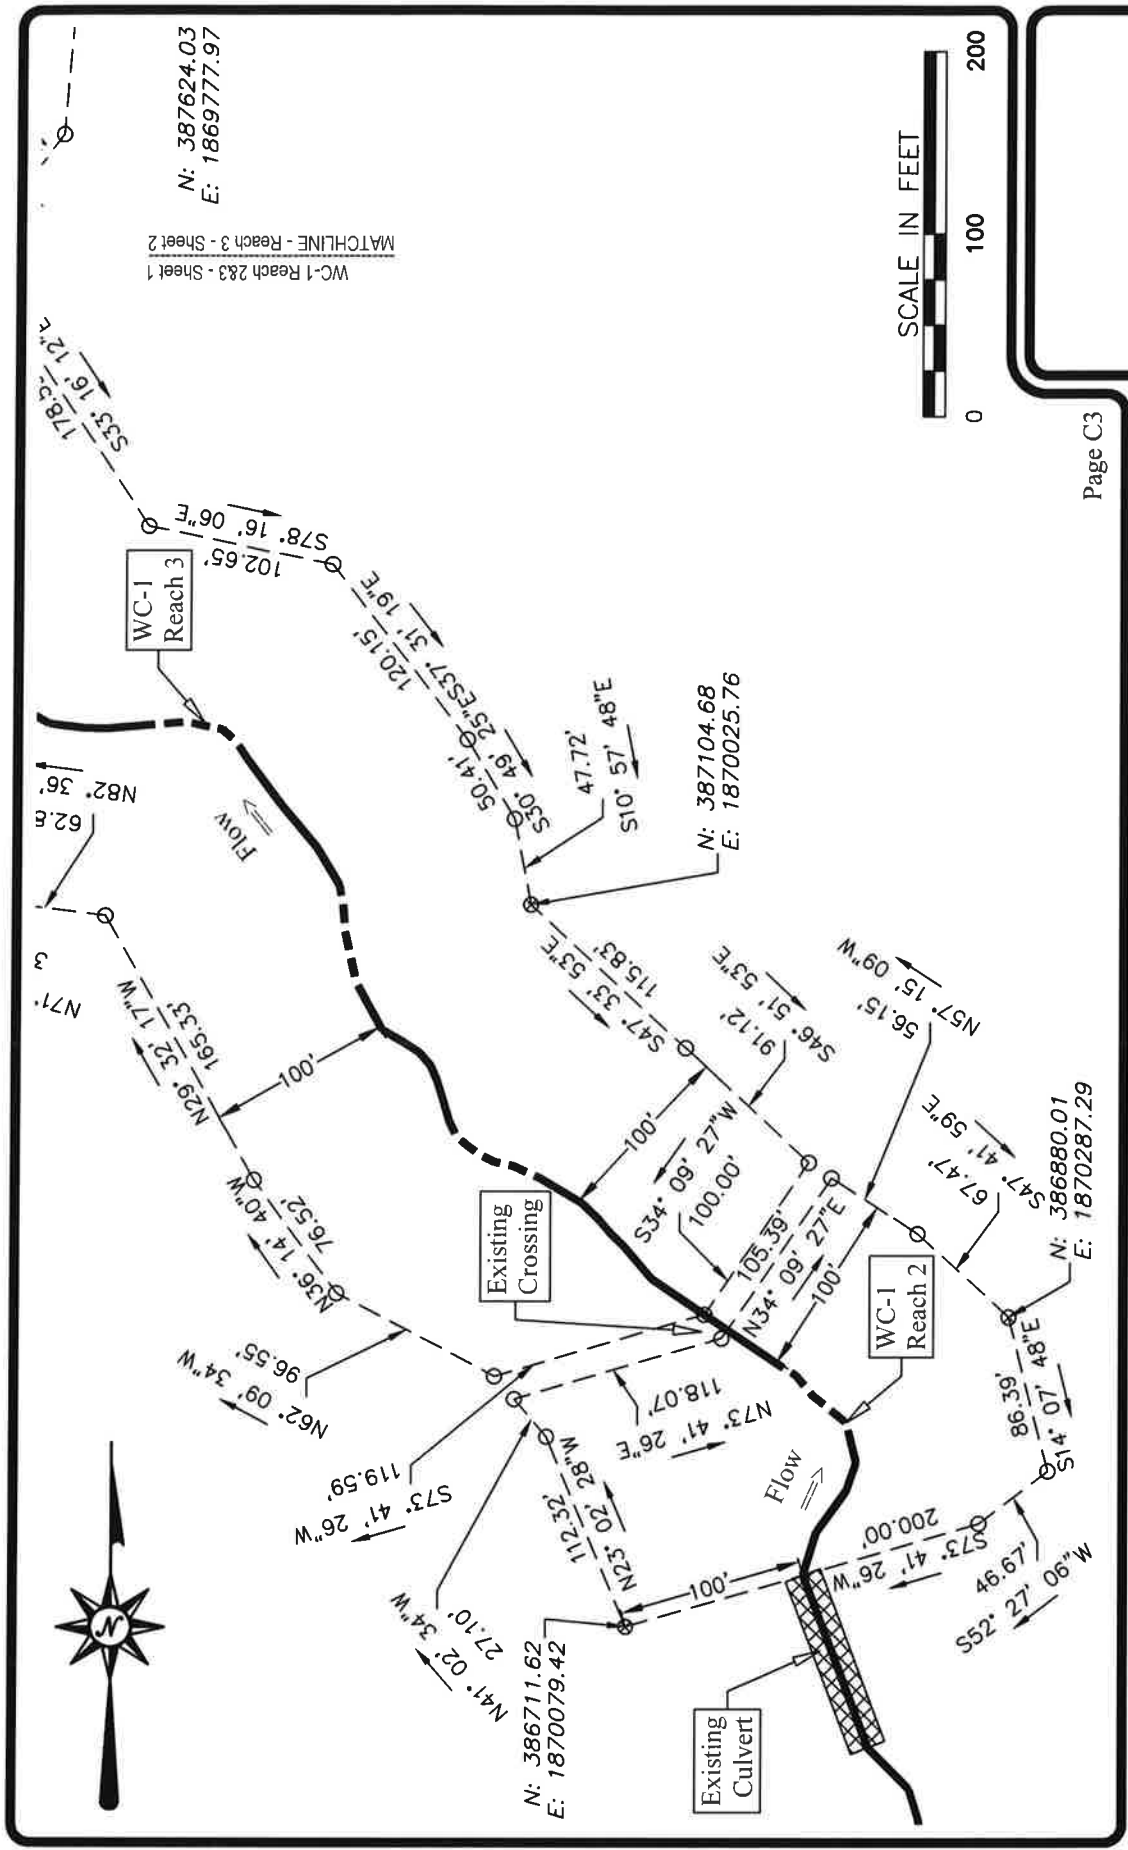 N: 387624.03
E: 1869777.97
WC-1 Reach 2&3 - Sheet 1
MATCHLINE - Reach 3 - Sheet 2
SCALE IN FEET
0 100 200
Page C3
S33° 16' 12"E
102.65'
S78° 16' 06"E
WC-1
Reach 3
120.15'
S37° 31' 19"E
50.41'
S30° 49' 25"E
47.72'
S10° 57' 48"E
N: 387104.68
E: 1870025.76
N82° 36'
62.8
Flow
N71°
3
N29° 32' 17"W
165.33'
100'
S47° 33' 53"E
115.83'
100'
91.12'
S46° 51' 53"E
N36° 14' 40"W
76.52'
N62° 09' 34"W
96.55'
Existing
Crossing
S34° 09' 27"W
100.00'
105.39'
N34° 09' 27"E
56.15'
N57° 15' 09"W
100'
WC-1
Reach 2
67.47'
S47° 41' 59"E
N: 386880.01
E: 1870287.29
86.39'
S14° 07' 48"E
119.59'
S73° 41' 26"W
118.07'
N73° 41' 26"E
Flow
N
N41° 02' 34"W
27.10'
112.32'
N23° 02' 28"W
100'
200.00'
S73° 41' 26"W
46.67'
S52° 27' 06"W
N: 386711.62
E: 1870079.42
Existing
Culvert